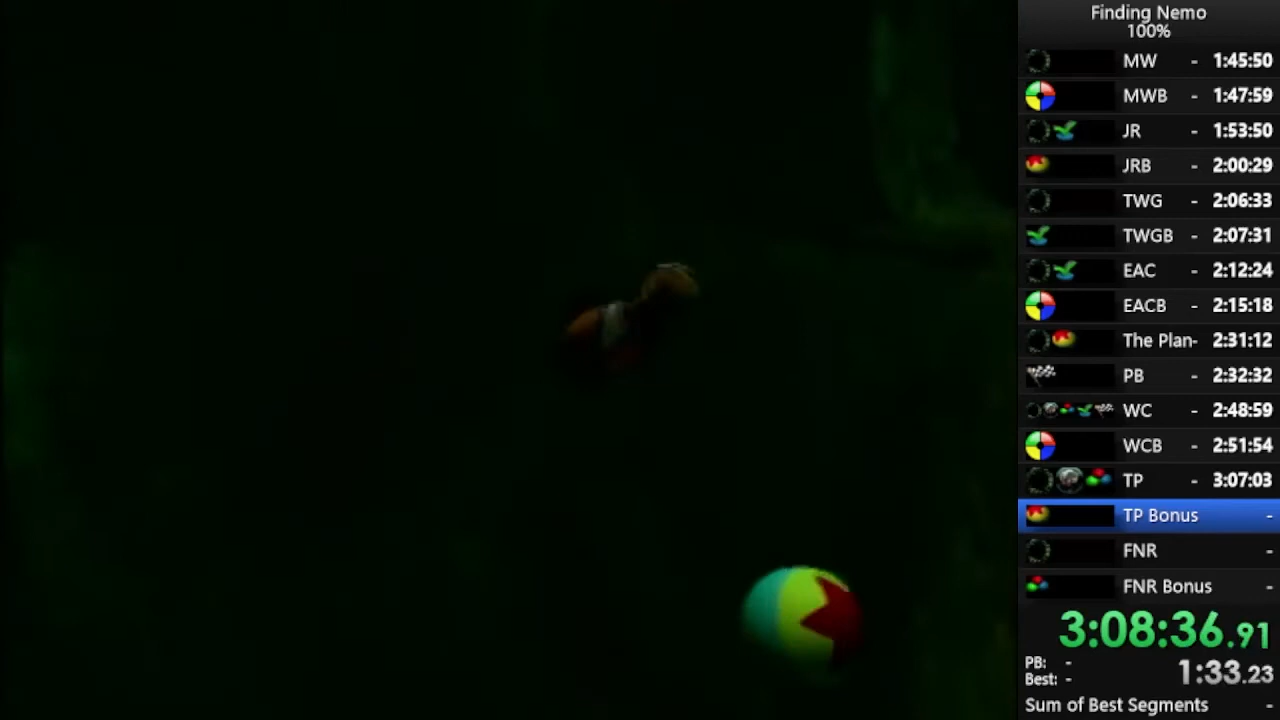 Finding Nemo
100%
MW - 1:45:50
MWB - 1:47:59
JR - 1:53:50
JRB - 2:00:29
TWG - 2:06:33
TWGB - 2:07:31
EAC - 2:12:24
EACB - 2:15:18
The Plan- 2:31:12
PB - 2:32:32
WC - 2:48:59
WCB - 2:51:54
TP - 3:07:03
TP Bonus -
FNR -
FNR Bonus -
3:08:36.91
PB: -
Best: - 1:33.23
Sum of Best Segments -